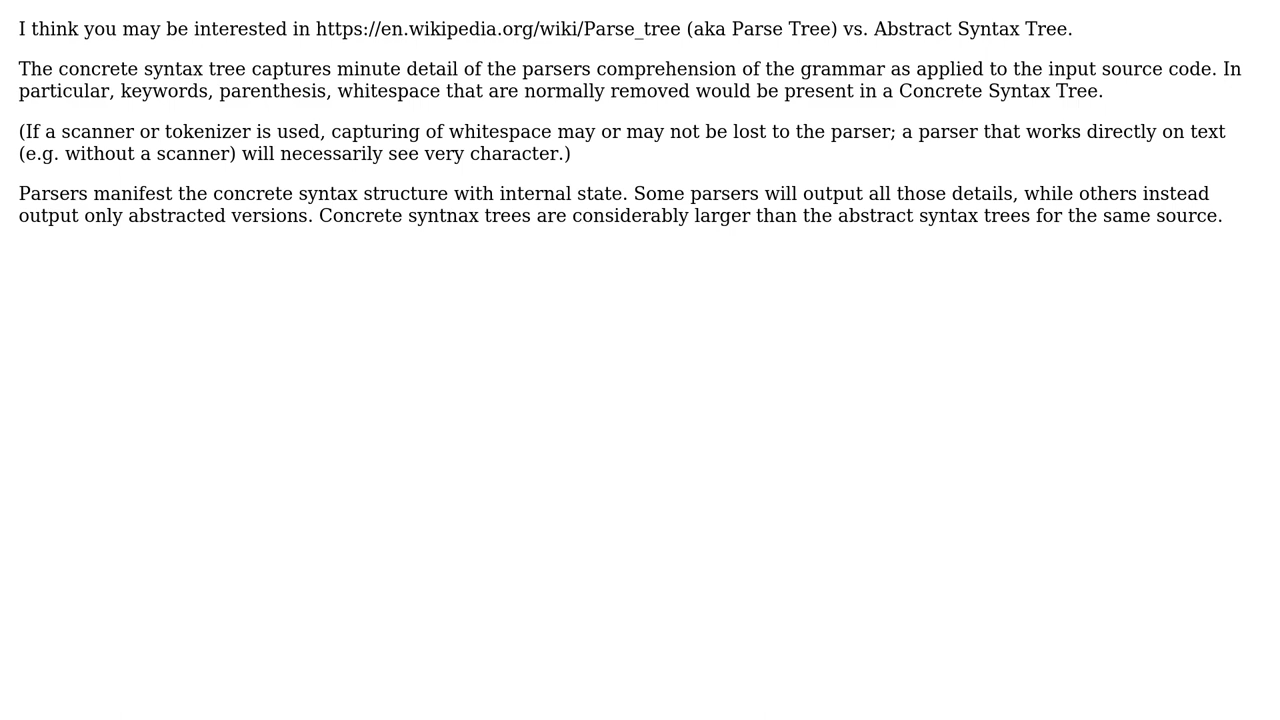 I think you may be interested in https://en.wikipedia.org/wiki/Parse_tree (aka Parse Tree) vs. Abstract Syntax Tree.
The concrete syntax tree captures minute detail of the parsers comprehension of the grammar as applied to the input source code. In
particular, keywords, parenthesis, whitespace that are normally removed would be present in a Concrete Syntax Tree.
(If a scanner or tokenizer is used, capturing of whitespace may or may not be lost to the parser; a parser that works directly on text
(e.g. without a scanner) will necessarily see very character.)
Parsers manifest the concrete syntax structure with internal state. Some parsers will output all those details, while others instead
output only abstracted versions. Concrete syntnax trees are considerably larger than the abstract syntax trees for the same source.